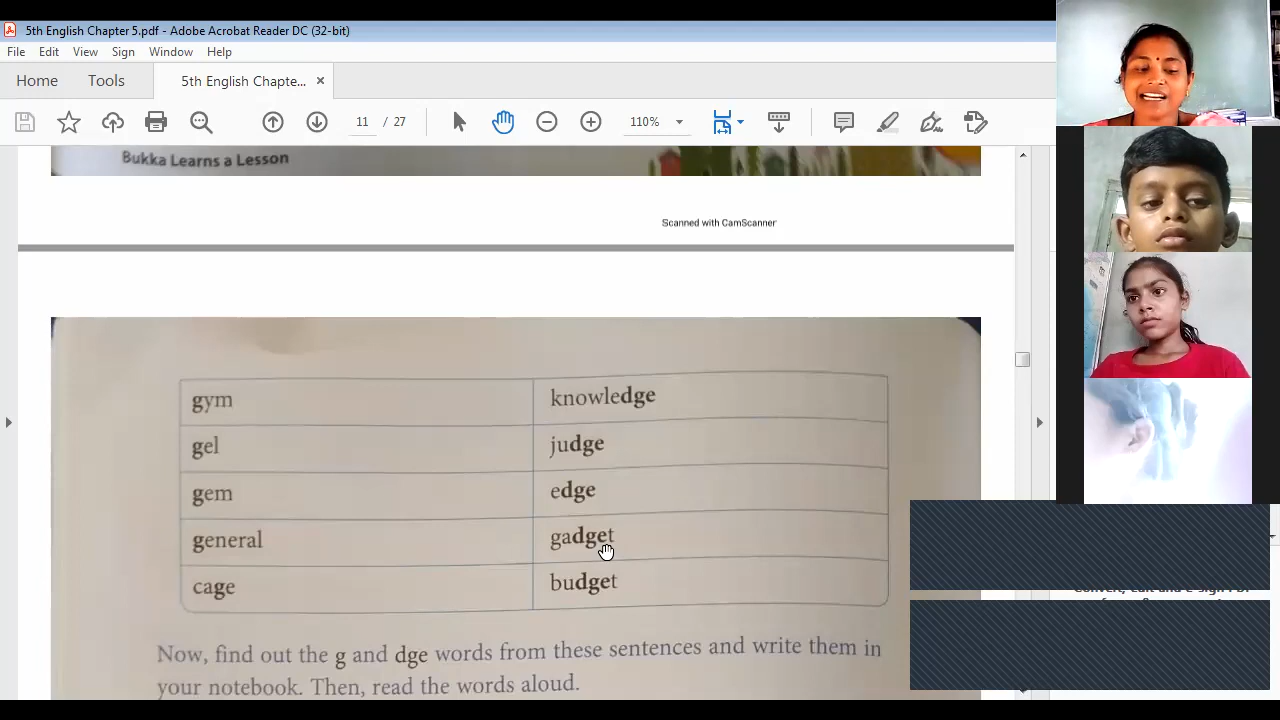 5th English Chapter 5.pdf - Adobe Acrobat Reader DC (32-bit)
File Edit View Sign Window Help
Home Tools 5th English Chapte... ×
11 / 27 110%
Bukka Learns a Lesson
Scanned with CamScanner
gym knowledge
gel judge
gem edge
general gadget
cage budget
Now, find out the g and dge words from these sentences and write them in
your notebook. Then, read the words aloud.